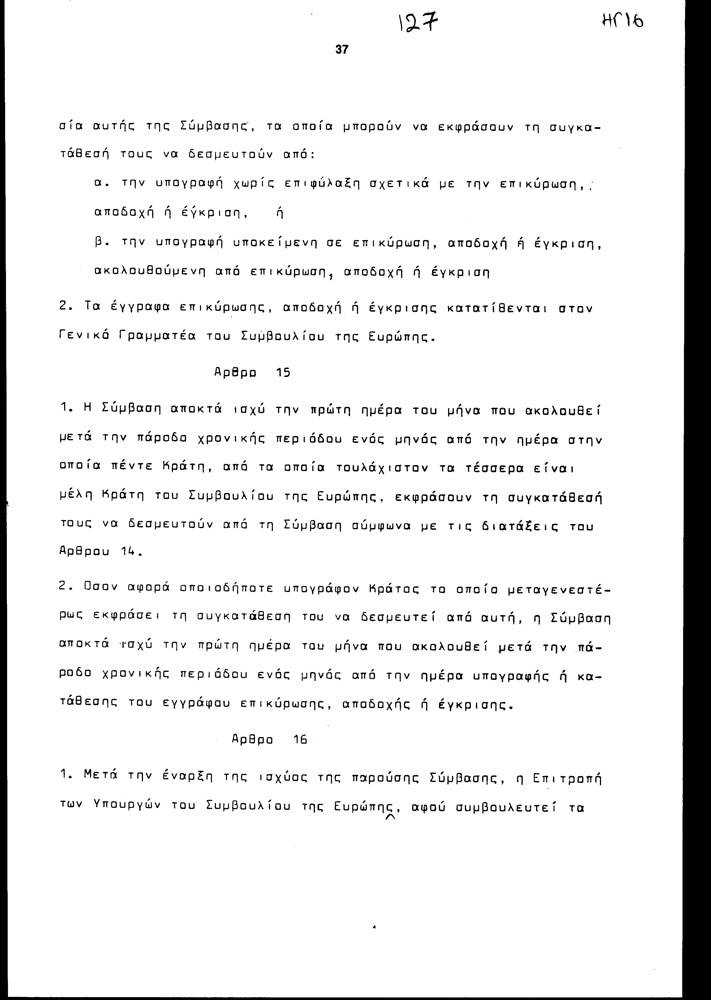 127
37
σία αυτής της Σύμβασης, τα οποία μπορούν να εκφράσουν τη συγκα-
τάθεσή τους να δεσμευτούν από:
α. την υπογραφή χωρίς επιφύλαξη σχετικά με την επικύρωση,
αποδοχή ή έγκριση, ή
β. την υπογραφή υποκείμενη σε επικύρωση, αποδοχή ή έγκριση,
ακολουθούμενη από επικύρωση, αποδοχή ή έγκριση
2. Τα έγγραφα επικύρωσης, αποδοχή ή έγκρισης κατατίθενται στον
Γενικό Γραμματέα του Συμβουλίου της Ευρώπης.
Αρθρο 15
1. Η Σύμβαση αποκτά ισχύ την πρώτη ημέρα του μήνα που ακολουθεί
μετά την πάροδο χρονικής περιόδου ενός μηνός από την ημέρα στην
οποία πέντε Κράτη, από τα οποία τουλάχιστον τα τέσσερα είναι
μέλη Κράτη του Συμβουλίου της Ευρώπης, εκφράσουν τη συγκατάθεσή
τους να δεσμευτούν από τη Σύμβαση σύμφωνα με τις διατάξεις του
Αρθρου 14.
2. Οσον αφορά οποιοδήποτε υπογράφον Κράτος το οποίο μεταγενεστέ-
ρως εκφράσει τη συγκατάθεση του να δεσμευτεί από αυτή, η Σύμβαση
αποκτά ισχύ την πρώτη ημέρα του μήνα που ακολουθεί μετά την πά-
ροδο χρονικής περιόδου ενός μηνός από την ημέρα υπογραφής ή κα-
τάθεσης του εγγράφου επικύρωσης, αποδοχής ή έγκρισης.
Αρθρο 16
1. Μετά την έναρξη της ισχύος της παρούσης Σύμβασης, η Επιτροπή
των Υπουργών του Συμβουλίου της Ευρώπης, αφού συμβουλευτεί τα